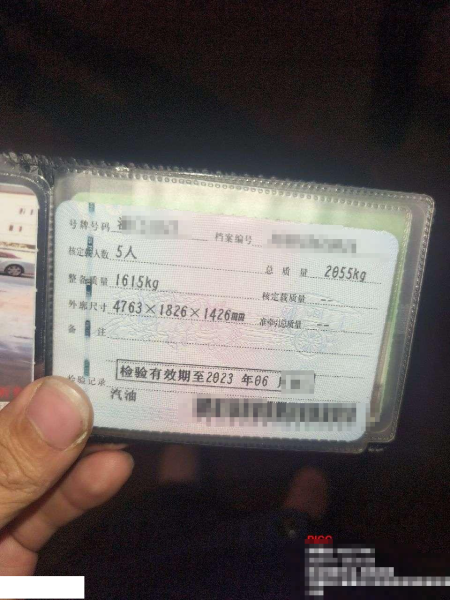 号牌号码
档案编号
核定载人数 5人
总 质 量 2055kg
整备质量 1615kg
核定载质量 --
外廓尺寸 4763×1826×1426mm
准牵引总质量 --
备 注
检验记录 检验有效期至2023 年06 月
汽油
PICC